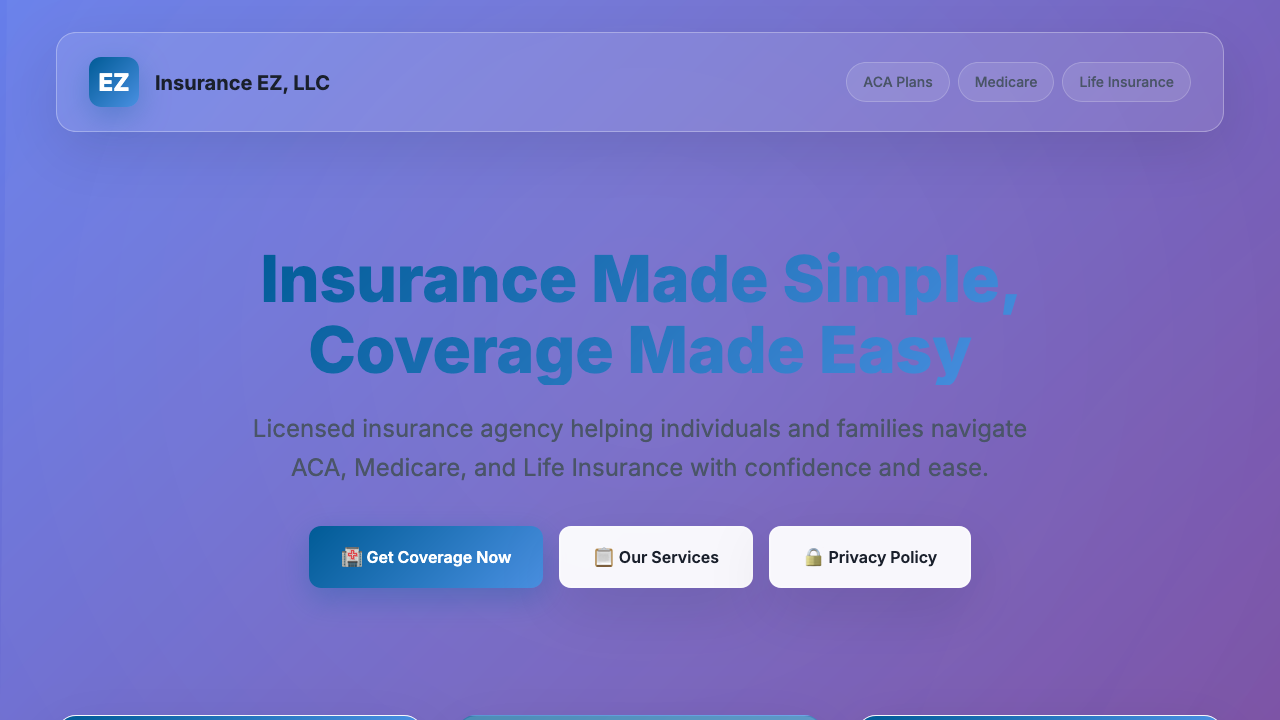 EZ
Insurance EZ, LLC
ACA Plans
Medicare
Life Insurance
Insurance Made Simple,
Coverage Made Easy
Licensed insurance agency helping individuals and families navigate
ACA, Medicare, and Life Insurance with confidence and ease.
🏥 Get Coverage Now
📋 Our Services
🔒 Privacy Policy